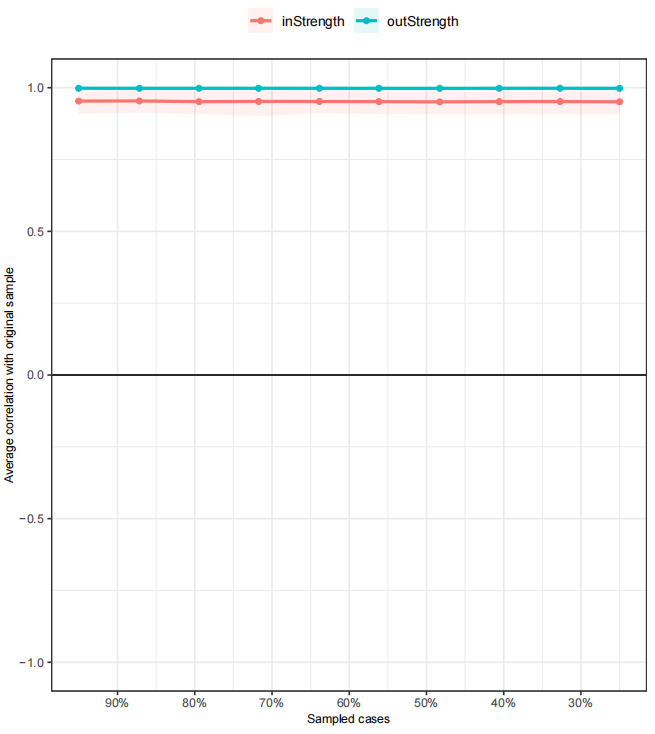 inStrength outStrength
1.0
0.5
0.0
−0.5
−1.0
Average correlation with original sample
90% 80% 70% 60% 50% 40% 30%
Sampled cases